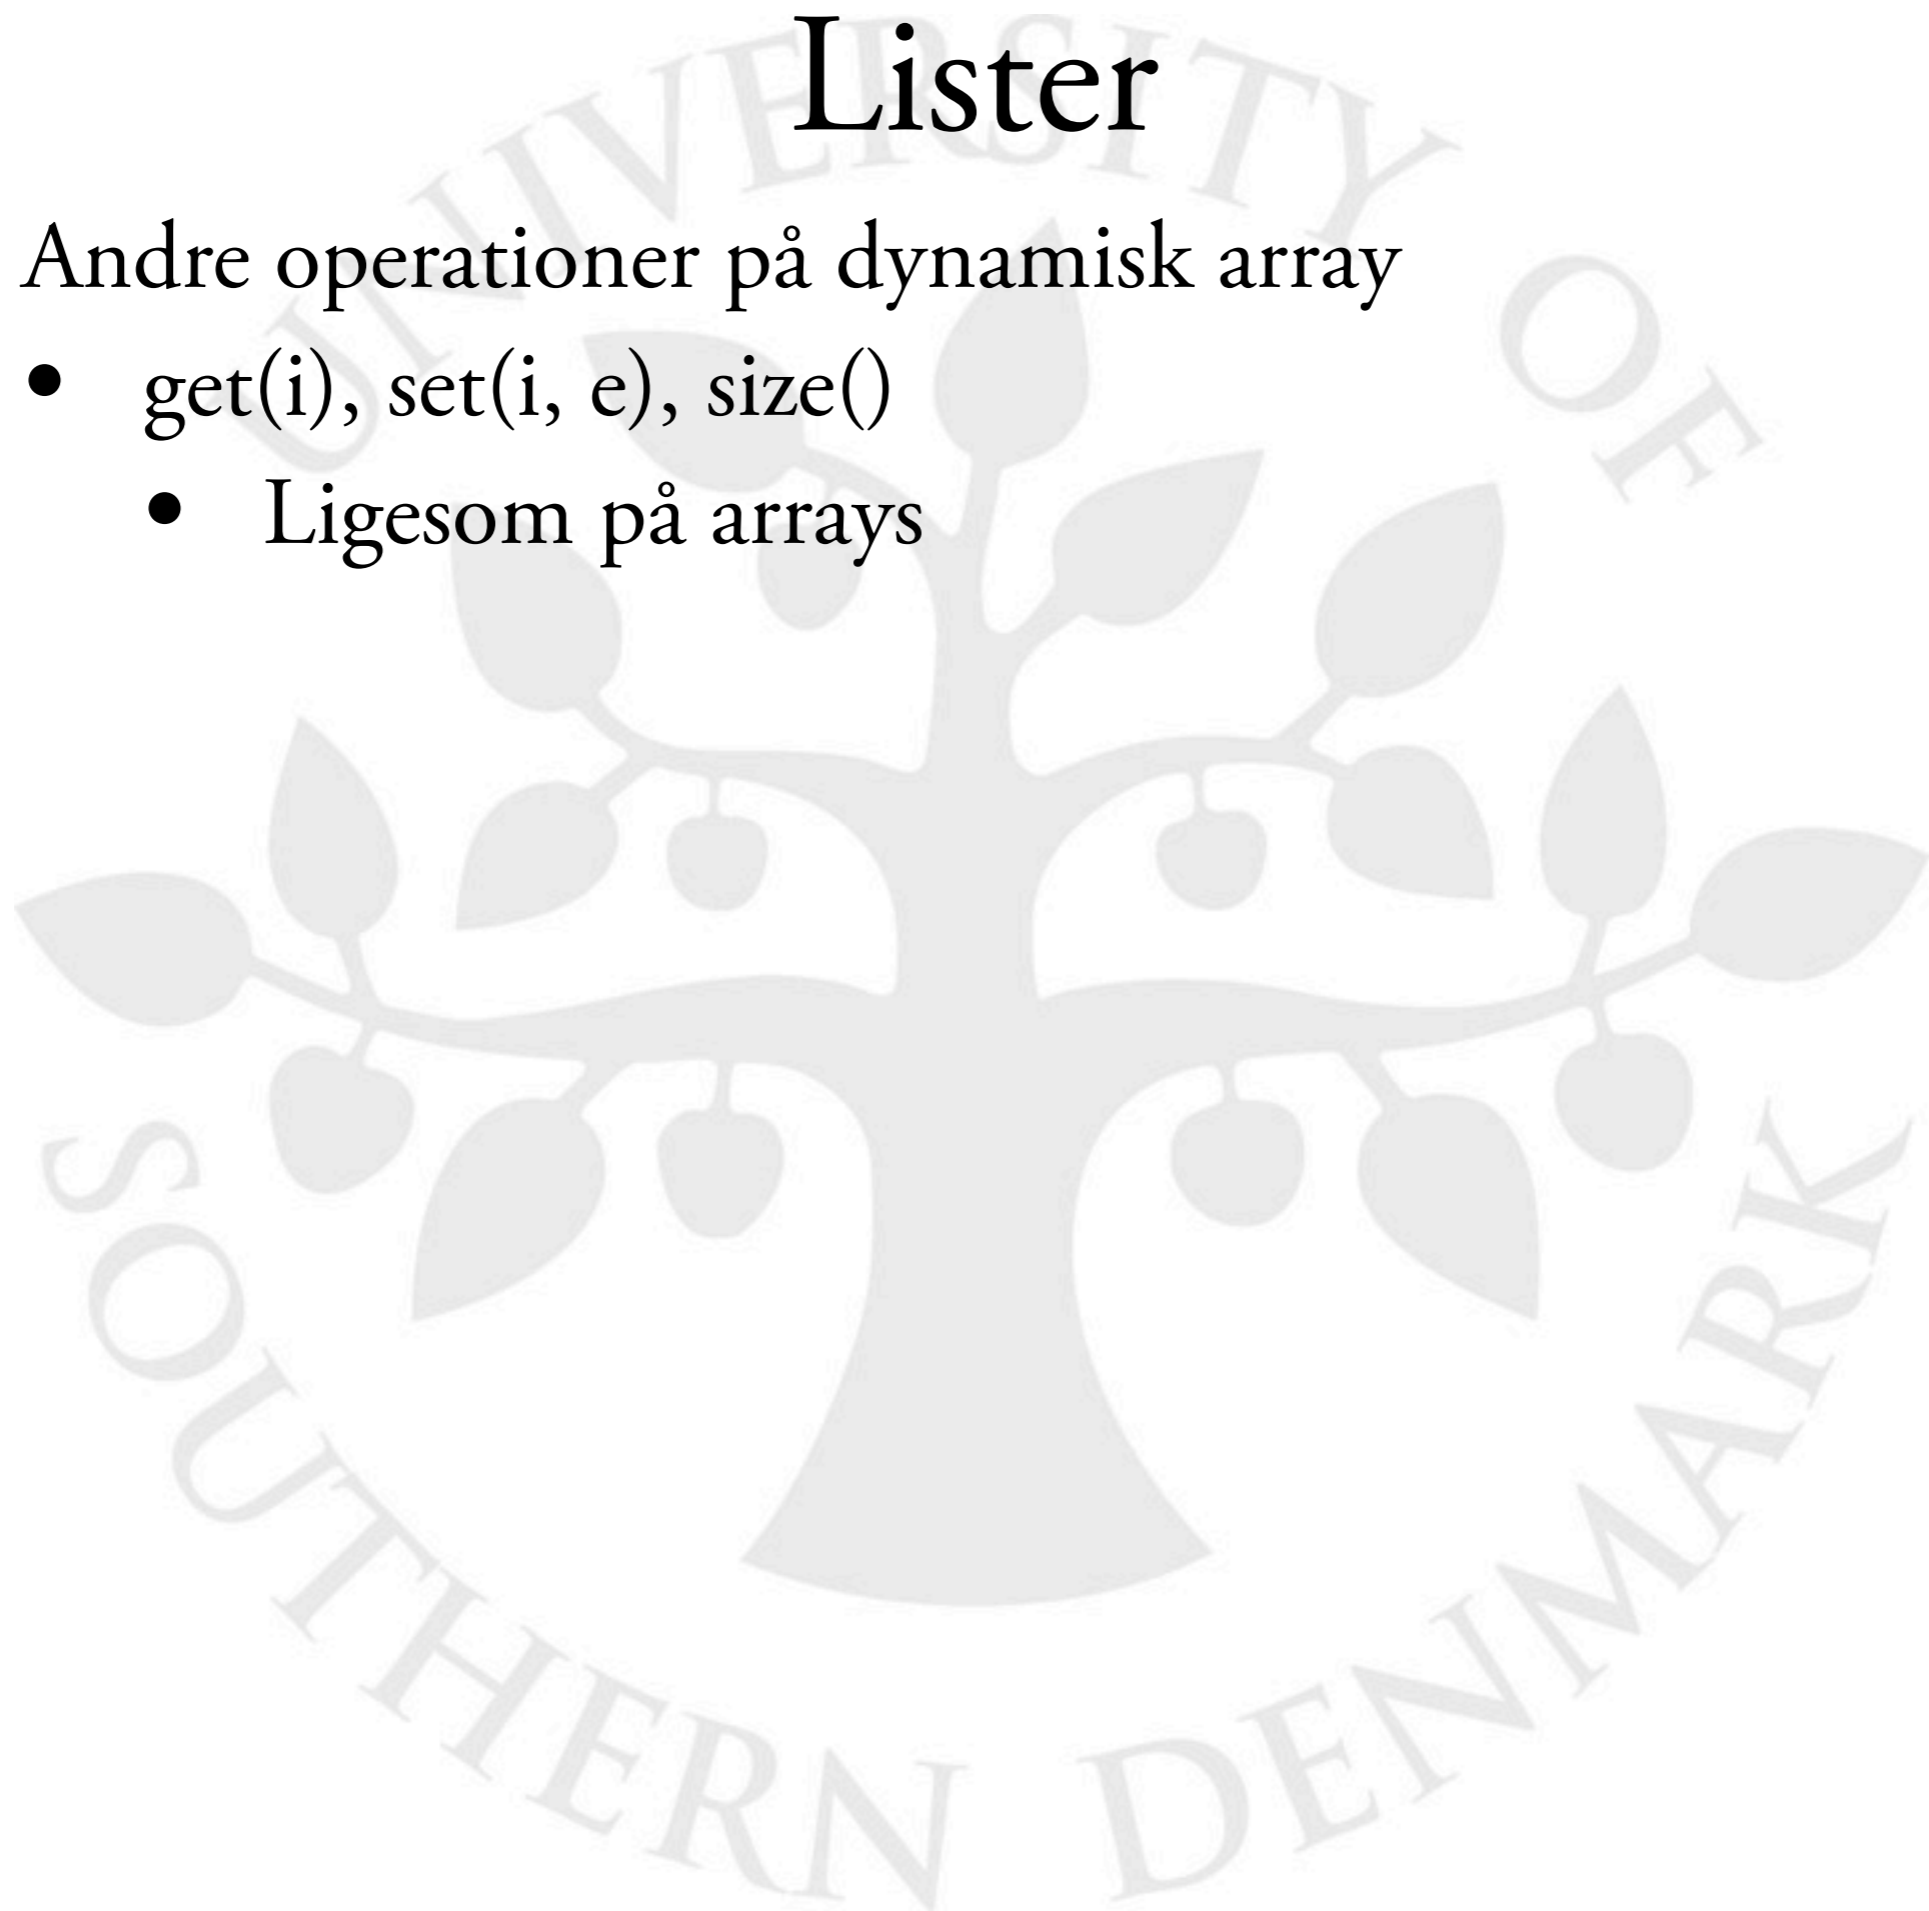 Lister
Andre operationer på dynamisk array
• get(i), set(i, e), size()
• Ligesom på arrays
UNIVERSITY OF
SOUTHERN DENMARK